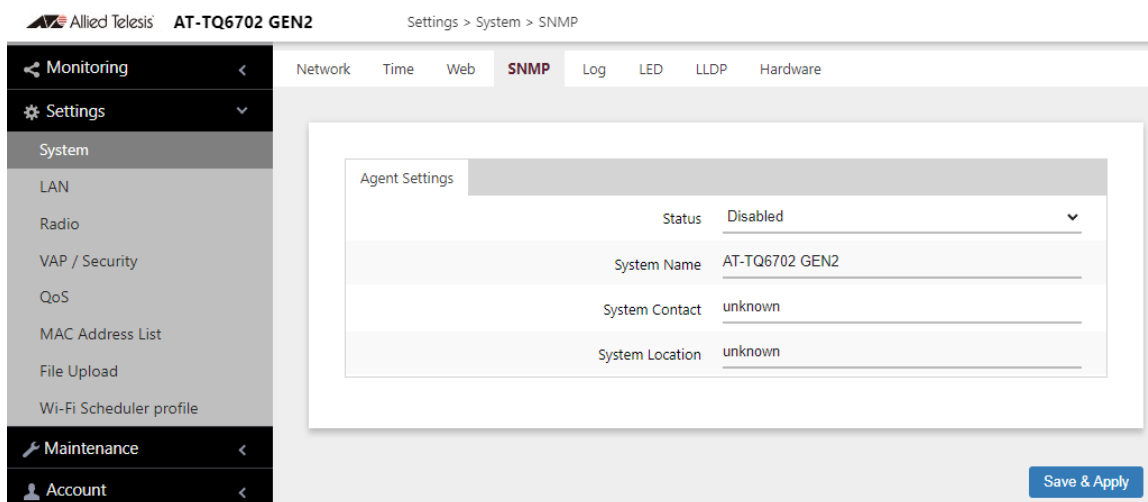 Allied Telesis AT-TQ6702 GEN2 Settings > System > SNMP
Monitoring
Settings
System
LAN
Radio
VAP / Security
QoS
MAC Address List
File Upload
Wi-Fi Scheduler profile
Maintenance
Account
Network Time Web SNMP Log LED LLDP Hardware
Agent Settings
Status Disabled
System Name AT-TQ6702 GEN2
System Contact unknown
System Location unknown
Save & Apply